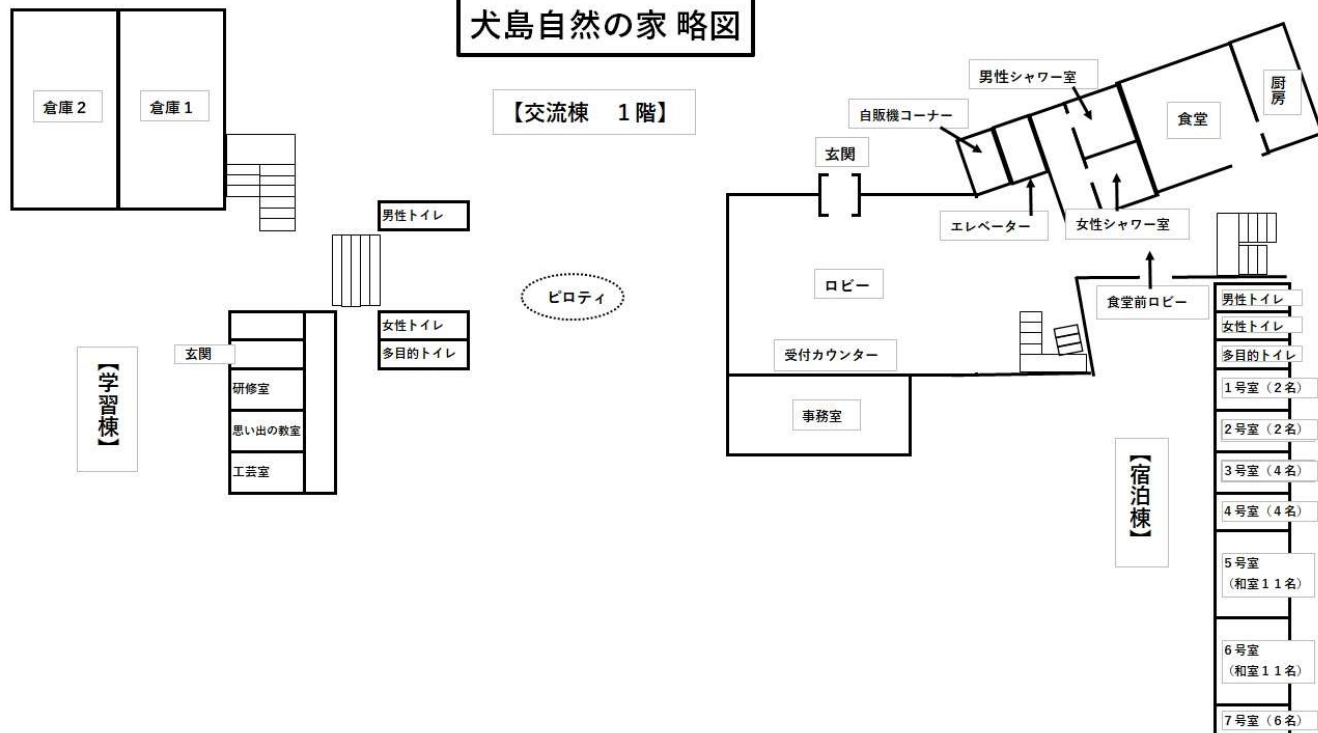 犬島自然の家 略図
【交流棟　１階】
倉庫２
倉庫１
男性トイレ
女性トイレ
多目的トイレ
ピロティ
【学習棟】
玄関
研修室
思い出の教室
工芸室
男性シャワー室
自販機コーナー
厨房
食堂
玄関
エレベーター
女性シャワー室
ロビー
食堂前ロビー
受付カウンター
事務室
【宿泊棟】
男性トイレ
女性トイレ
多目的トイレ
１号室（２名）
２号室（２名）
３号室（４名）
４号室（４名）
５号室
（和室１１名）
６号室
（和室１１名）
７号室（６名）